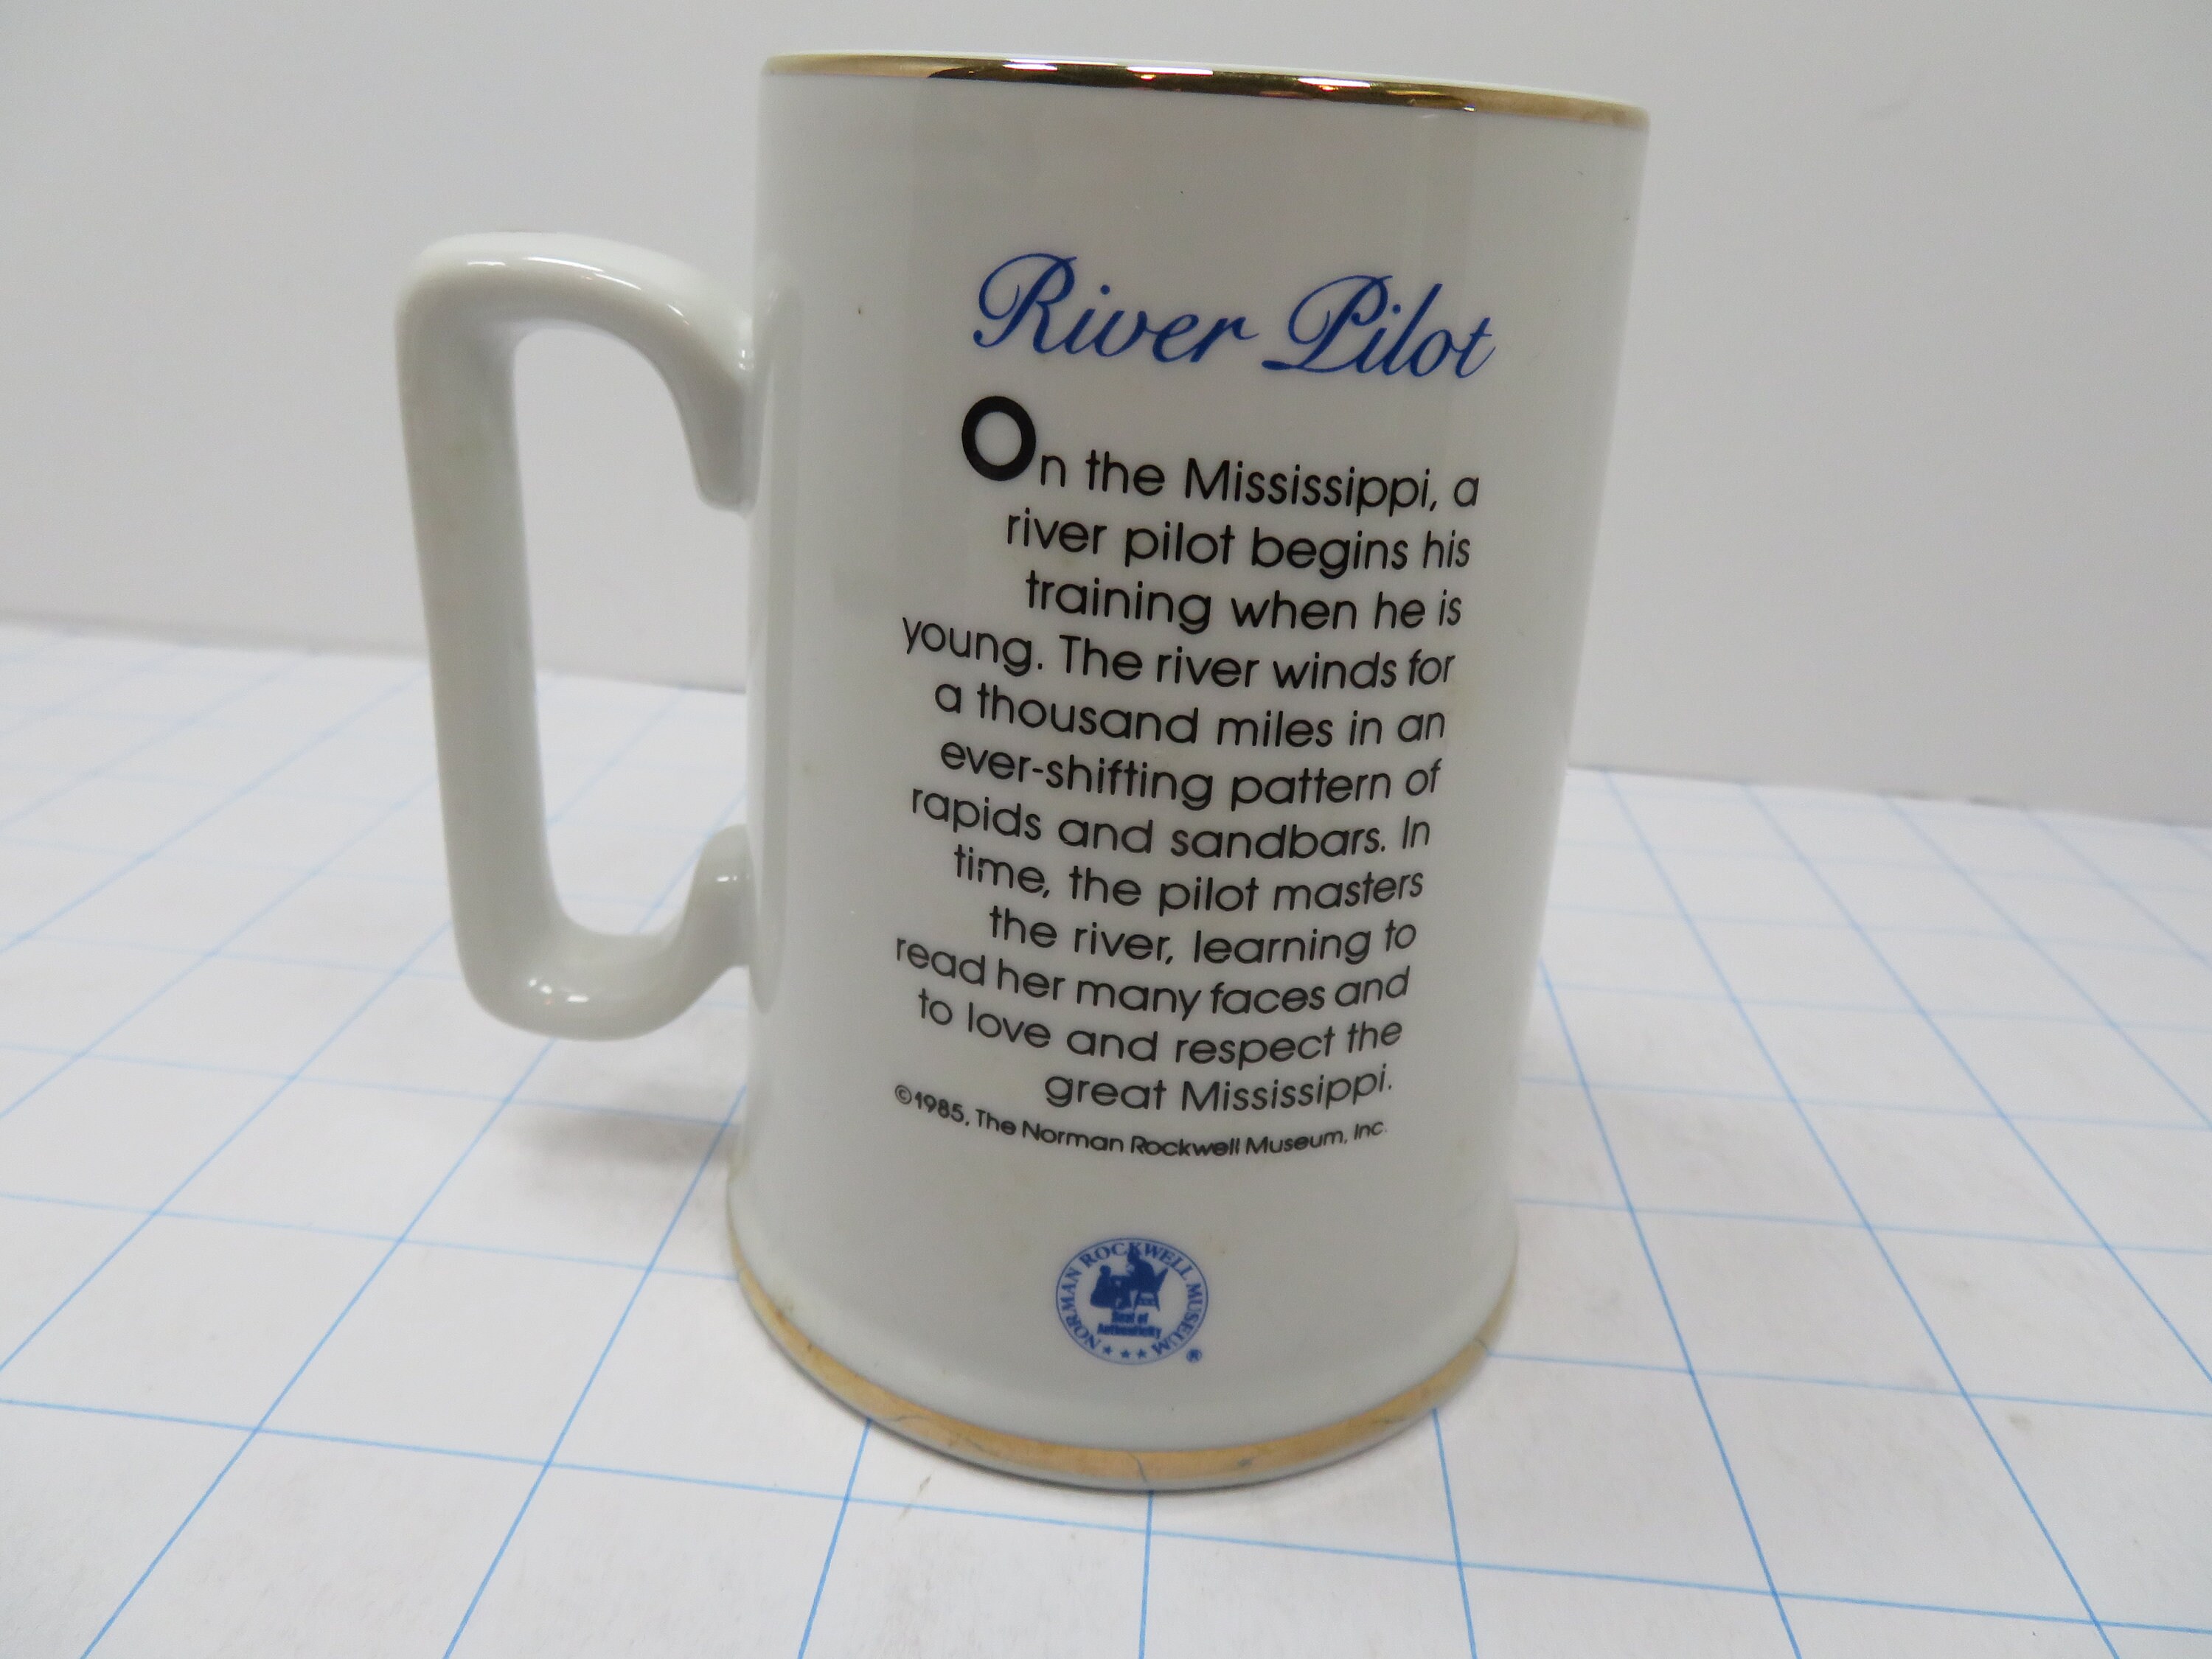 River Pilot
On the Mississippi, a
river pilot begins his
training when he is
young. The river winds for
a thousand miles in an
ever-shifting pattern of
rapids and sandbars. In
time, the pilot masters
the river, learning to
read her many faces and
to love and respect the
great Mississippi.
©1985, The Norman Rockwell Museum, Inc.
NORMAN ROCKWELL MUSEUM
Seal of
Authenticity
®